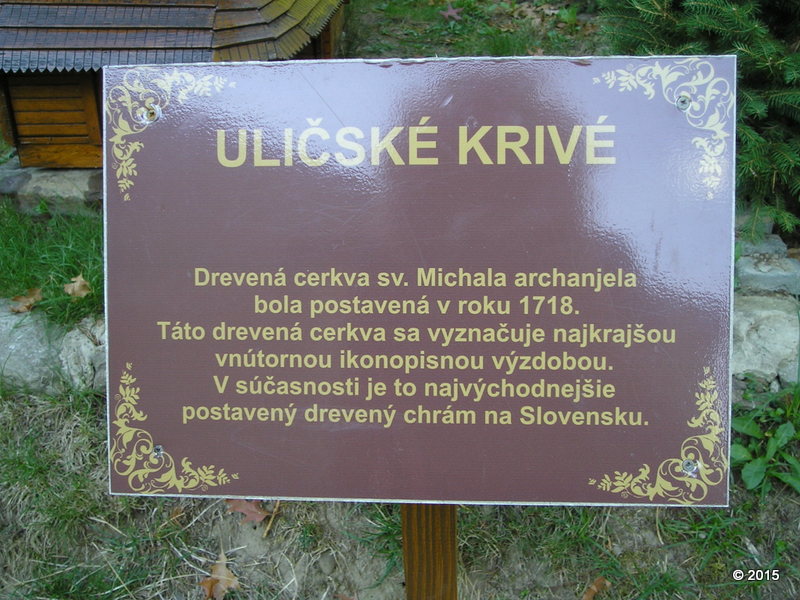 ULIČSKÉ KRIVÉ
Drevená cerkva sv. Michala archanjela
bola postavená v roku 1718.
Táto drevená cerkva sa vyznačuje najkrajšou
vnútornou ikonopisnou výzdobou.
V súčasnosti je to najvýchodnejšie
postavený drevený chrám na Slovensku.
© 2015